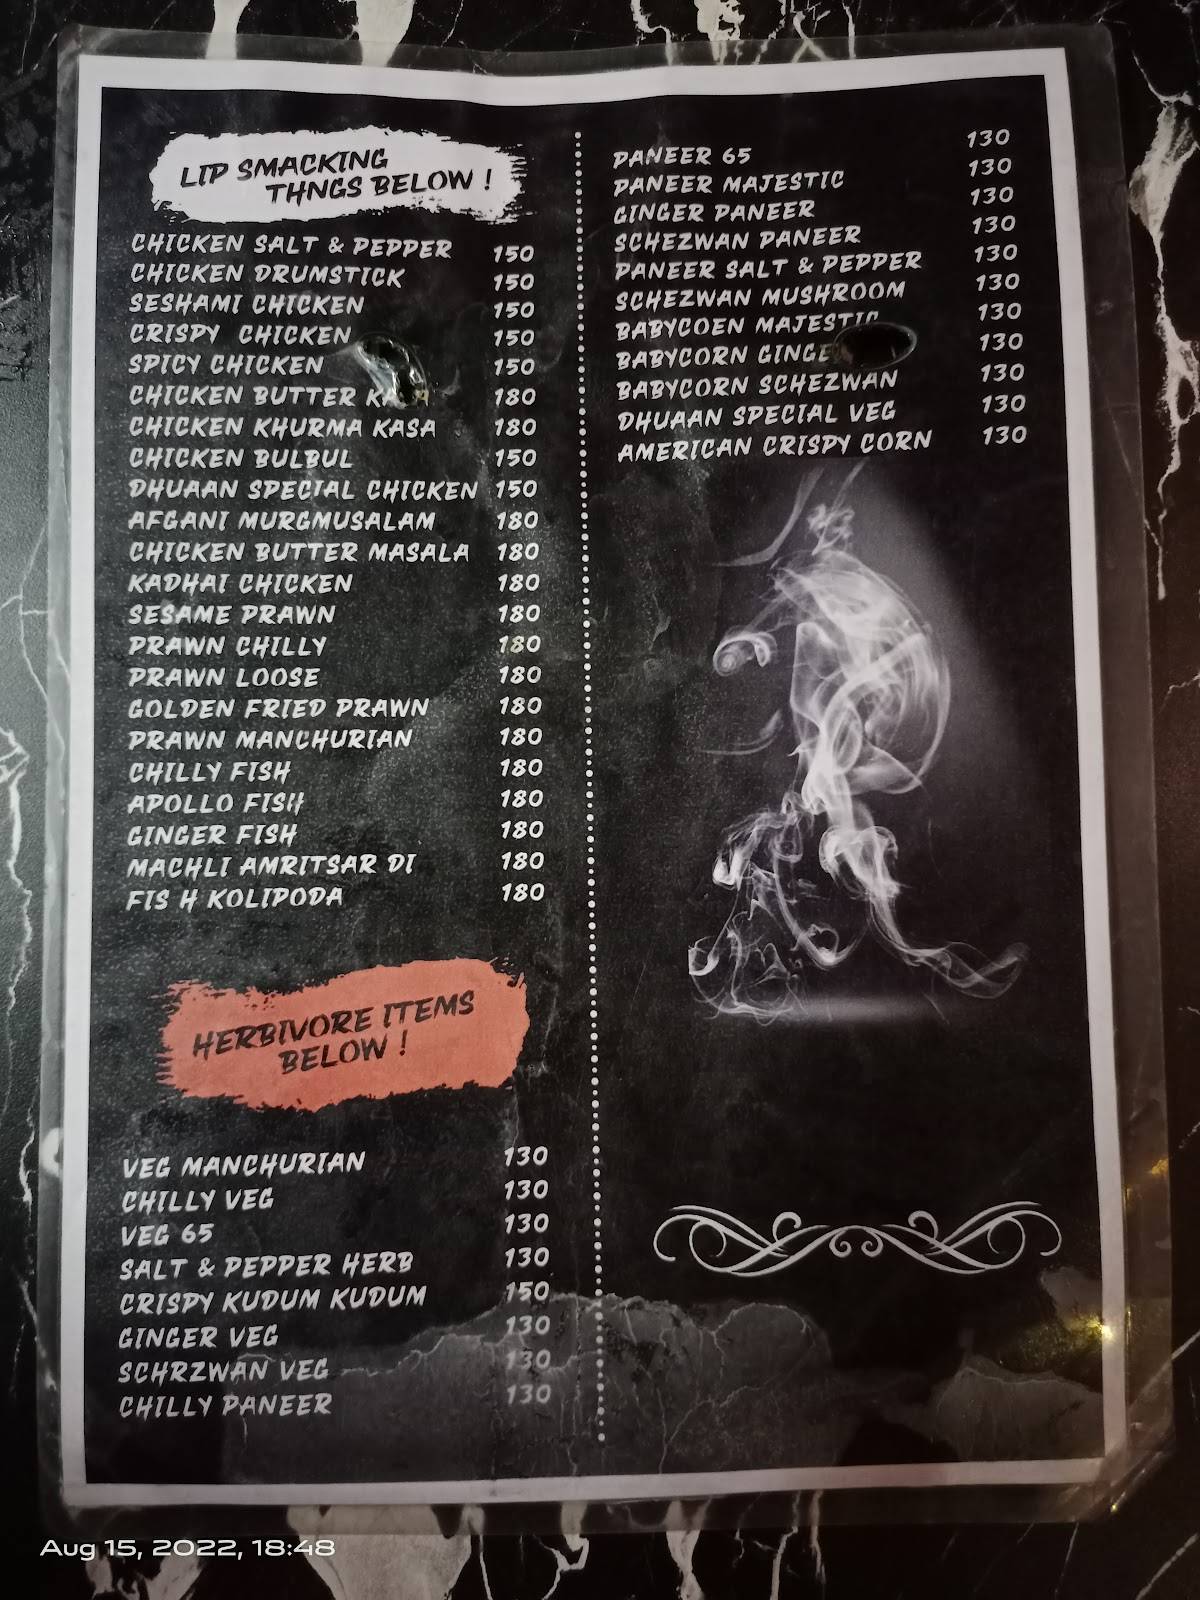 LIP SMACKING
THNGS BELOW !
CHICKEN SALT & PEPPER 150
CHICKEN DRUMSTICK 150
SESHAMI CHICKEN 150
CRISPY CHICKEN 150
SPICY CHICKEN 150
CHICKEN BUTTER 180
CHICKEN KHURMA KASA 180
CHICKEN BULBUL 150
DHUAAN SPECIAL CHICKEN 150
AFGANI MURGMUSALAM 180
CHICKEN BUTTER MASALA 180
KADHAI CHICKEN 180
SESAME PRAWN 180
PRAWN CHILLY 180
PRAWN LOOSE 180
GOLDEN FRIED PRAWN 180
PRAWN MANCHURIAN 180
CHILLY FISH 180
APOLLO FISH 180
GINGER FISH 180
MACHLI AMRITSAR DI 180
FIS H KOLIPODA 180
HERBIVORE ITEMS
BELOW !
VEG MANCHURIAN 130
CHILLY VEG 130
VEG 65 130
SALT & PEPPER HERB 130
CRISPY KUDUM KUDUM 150
GINGER VEG 130
SCHRZWAN VEG 130
CHILLY PANEER 130
PANEER 65 130
PANEER MAJESTIC 130
GINGER PANEER 130
SCHEZWAN PANEER 130
PANEER SALT & PEPPER 130
SCHEZWAN MUSHROOM 130
BABYCOEN MAJESTIC 130
BABYCORN 130
BABYCORN SCHEZWAN 130
DHUAAN SPECIAL VEG 130
AMERICAN CRISPY CORN 130
Aug 15, 2022, 18:48